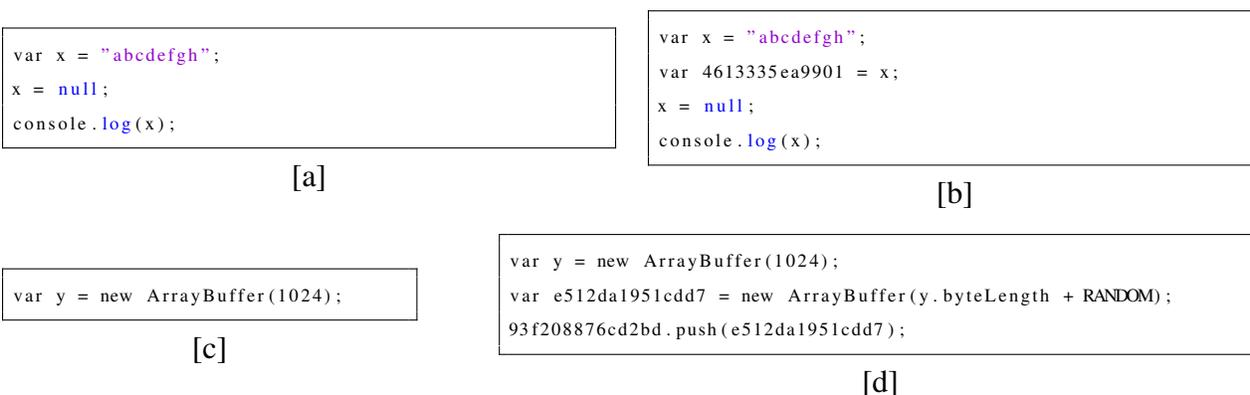 var x = ”abcdefgh”;
x = null;
console.log(x);
[a]
var x = ”abcdefgh”;
var 4613335ea9901 = x;
x = null;
console.log(x);
[b]
var y = new ArrayBuffer(1024);
[c]
var y = new ArrayBuffer(1024);
var e512da1951cdd7 = new ArrayBuffer(y.byteLength + RANDOM);
93f208876cd2bd.push(e512da1951cdd7);
[d]